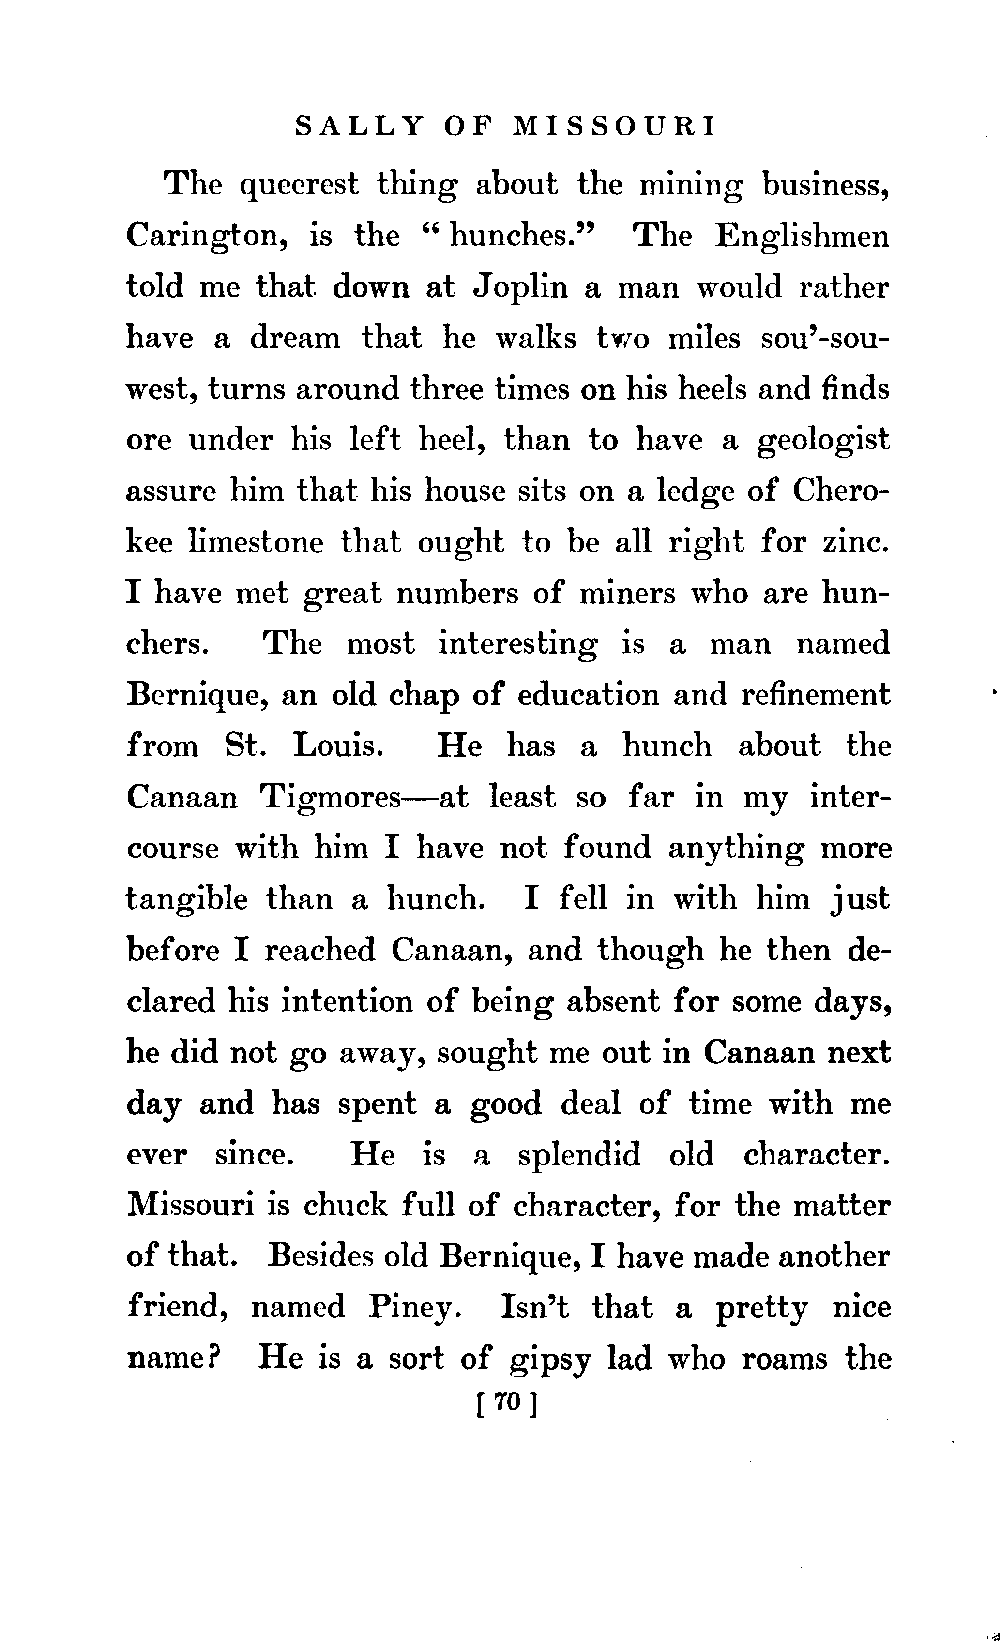 SALLY OF MISSOURI
The queerest thing about the mining business,
Carington, is the “hunches.” The Englishmen
told me that down at Joplin a man would rather
have a dream that he walks two miles sou’-sou-
west, turns around three times on his heels and finds
ore under his left heel, than to have a geologist
assure him that his house sits on a ledge of Chero-
kee limestone that ought to be all right for zinc.
I have met great numbers of miners who are hun-
chers. The most interesting is a man named
Bernique, an old chap of education and refinement
from St. Louis. He has a hunch about the
Canaan Tigmores—at least so far in my inter-
course with him I have not found anything more
tangible than a hunch. I fell in with him just
before I reached Canaan, and though he then de-
clared his intention of being absent for some days,
he did not go away, sought me out in Canaan next
day and has spent a good deal of time with me
ever since. He is a splendid old character.
Missouri is chuck full of character, for the matter
of that. Besides old Bernique, I have made another
friend, named Piney. Isn’t that a pretty nice
name? He is a sort of gipsy lad who roams the
[ 70 ]